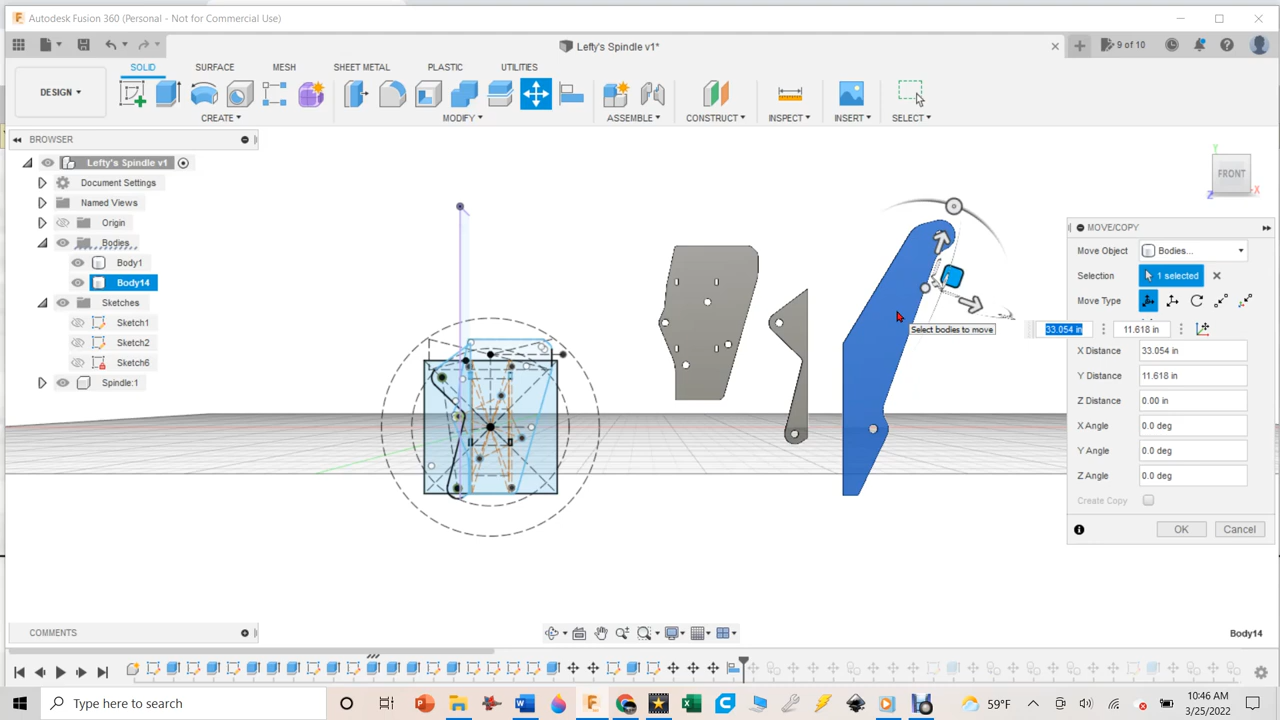 Autodesk Fusion 360 (Personal - Not for Commercial Use)
Lefty's Spindle v1*
9 of 10
DESIGN
SOLID SURFACE MESH SHEET METAL PLASTIC UTILITIES
CREATE MODIFY ASSEMBLE CONSTRUCT INSPECT INSERT SELECT
BROWSER
Lefty's Spindle v1
Document Settings
Named Views
Origin
Bodies
Body1
Body14
Sketches
Sketch1
Sketch2
Sketch6
Spindle:1
Y
FRONT
Z
X
Select bodies to move
33.054 in
11.618 in
MOVE/COPY
Move Object Bodies...
Selection 1 selected
Move Type
X Distance 33.054 in
Y Distance 11.618 in
Z Distance 0.00 in
X Angle 0.0 deg
Y Angle 0.0 deg
Z Angle 0.0 deg
Create Copy
OK Cancel
COMMENTS
Body14
Type here to search
59°F
10:46 AM
3/25/2022